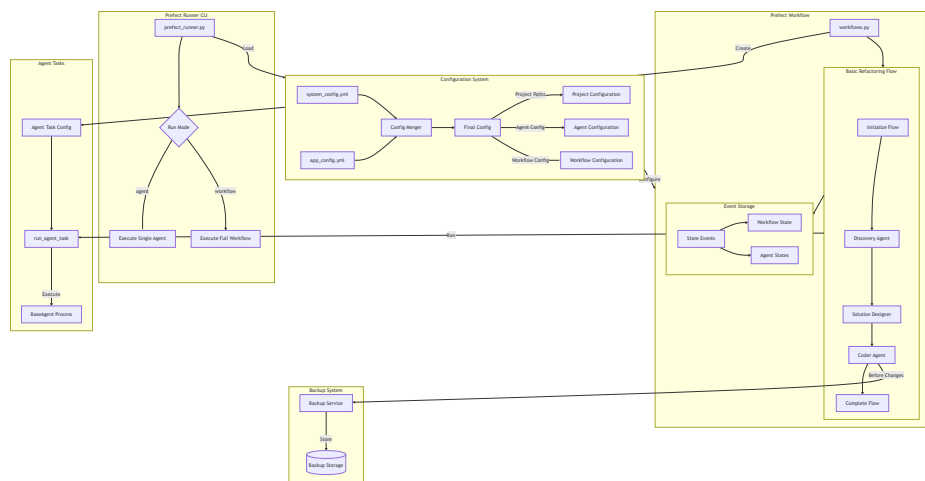 Prefect Runner CLI
prefect_runner.py
Load
Run Mode
agent
workflow
Execute Single Agent
Execute Full Workflow
Agent Tasks
Agent Task Config
run_agent_task
Execute
BaseAgent Process
Configuration System
system_config.yml
app_config.yml
Config Merger
Final Config
Project Paths
Agent Config
Workflow Config
Project Configuration
Agent Configuration
Workflow Configuration
Prefect Workflow
workflows.py
Create
Run
Event Storage
Store Events
Workflow State
Agent States
Basic Refactoring Flow
Initialize Flow
Discovery Agent
Solution Designer
Coder Agent
Before Changes
Complete Flow
Backup System
Backup Service
Store
Backup Storage